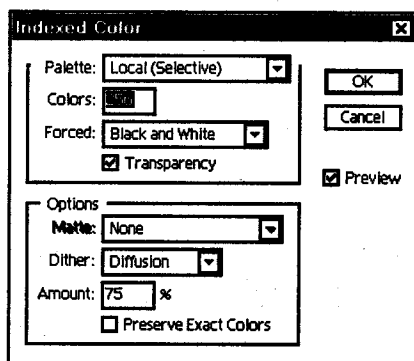 Indexed Color
Palette: Local (Selective)
Colors:
Forced: Black and White
Transparency
OK
Cancel
Preview
Options
Matte: None
Dither: Diffusion
Amount: 75 %
Preserve Exact Colors